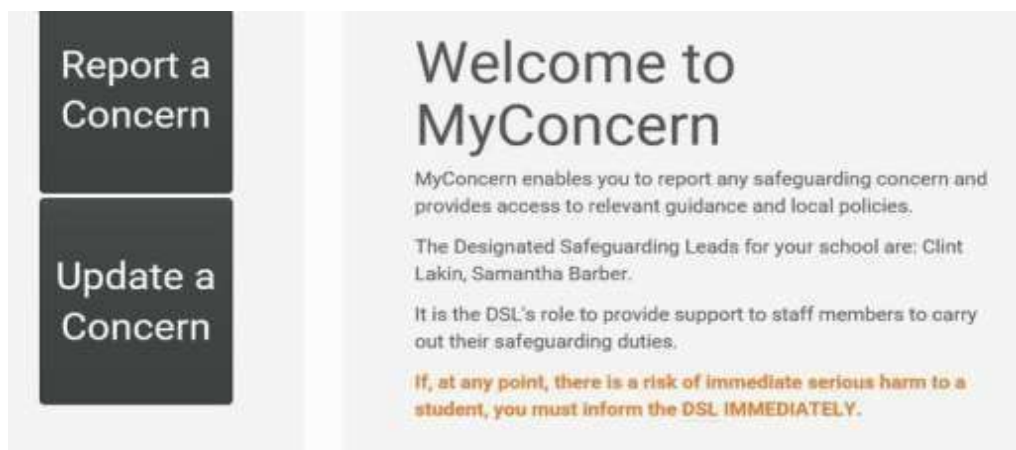 Report a
Concern
Update a
Concern
Welcome to
MyConcern
MyConcern enables you to report any safeguarding concern and
provides access to relevant guidance and local policies.
The Designated Safeguarding Leads for your school are: Clint
Lakin, Samantha Barber.
It is the DSL's role to provide support to staff members to carry
out their safeguarding duties.
If, at any point, there is a risk of immediate serious harm to a
student, you must inform the DSL IMMEDIATELY.